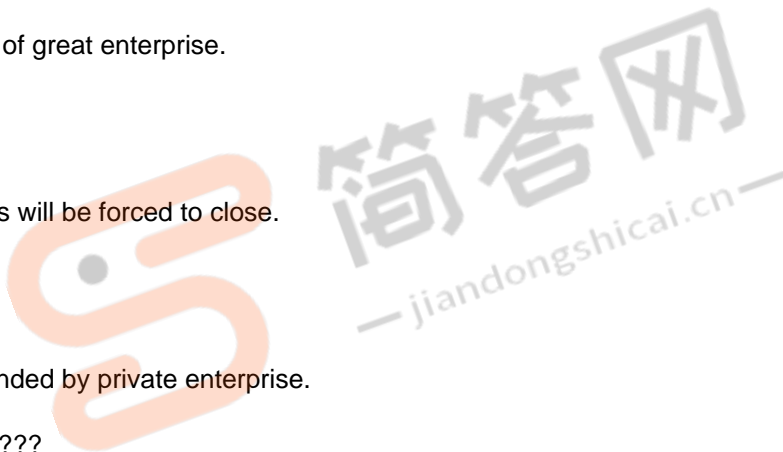 of great enterprise.
简答网
jiandongshicai.cn
s will be forced to close.
nded by private enterprise.
???